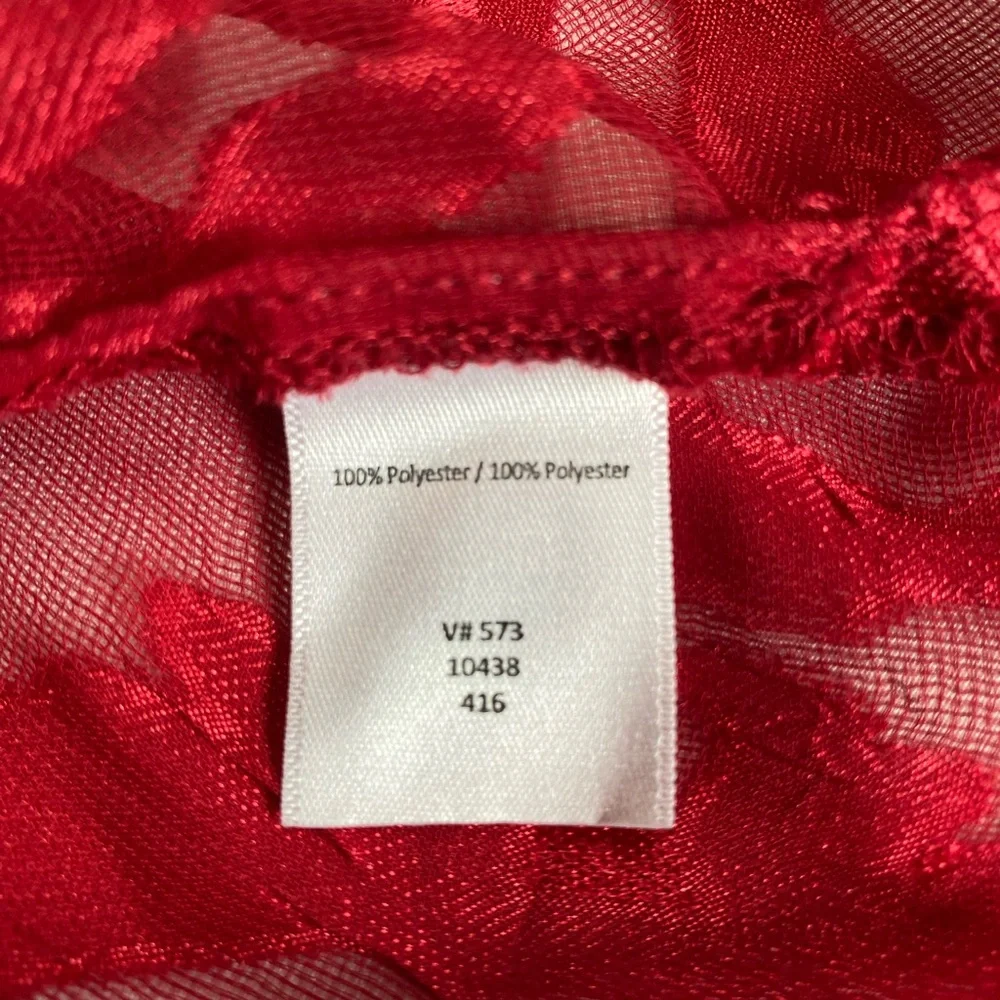 100% Polyester / 100% Polyester
V# 573
10438
416